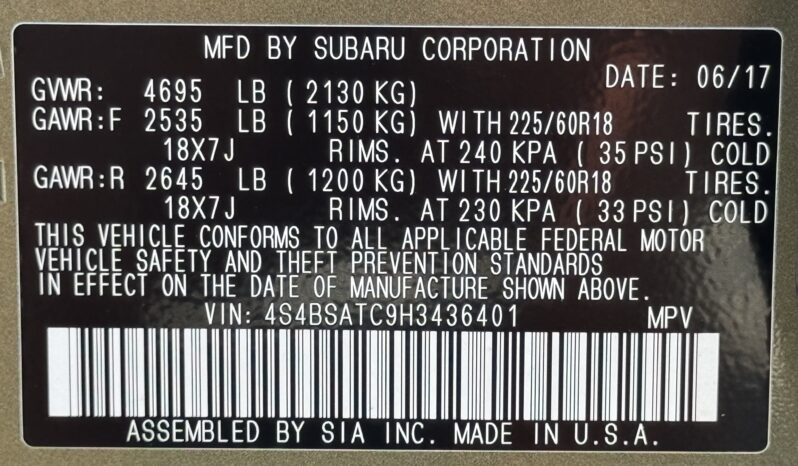 MFD BY SUBARU CORPORATION
DATE: 06/17
GVWR: 4695 LB ( 2130 KG)
GAWR:F 2535 LB ( 1150 KG) WITH 225/60R18 TIRES.
18X7J RIMS. AT 240 KPA ( 35 PSI) COLD
GAWR:R 2645 LB ( 1200 KG) WITH 225/60R18 TIRES.
18X7J RIMS. AT 230 KPA ( 33 PSI) COLD
THIS VEHICLE CONFORMS TO ALL APPLICABLE FEDERAL MOTOR
VEHICLE SAFETY AND THEFT PREVENTION STANDARDS
IN EFFECT ON THE DATE OF MANUFACTURE SHOWN ABOVE.
VIN: 4S4BSATC9H3436401 MPV
ASSEMBLED BY SIA INC. MADE IN U.S.A.